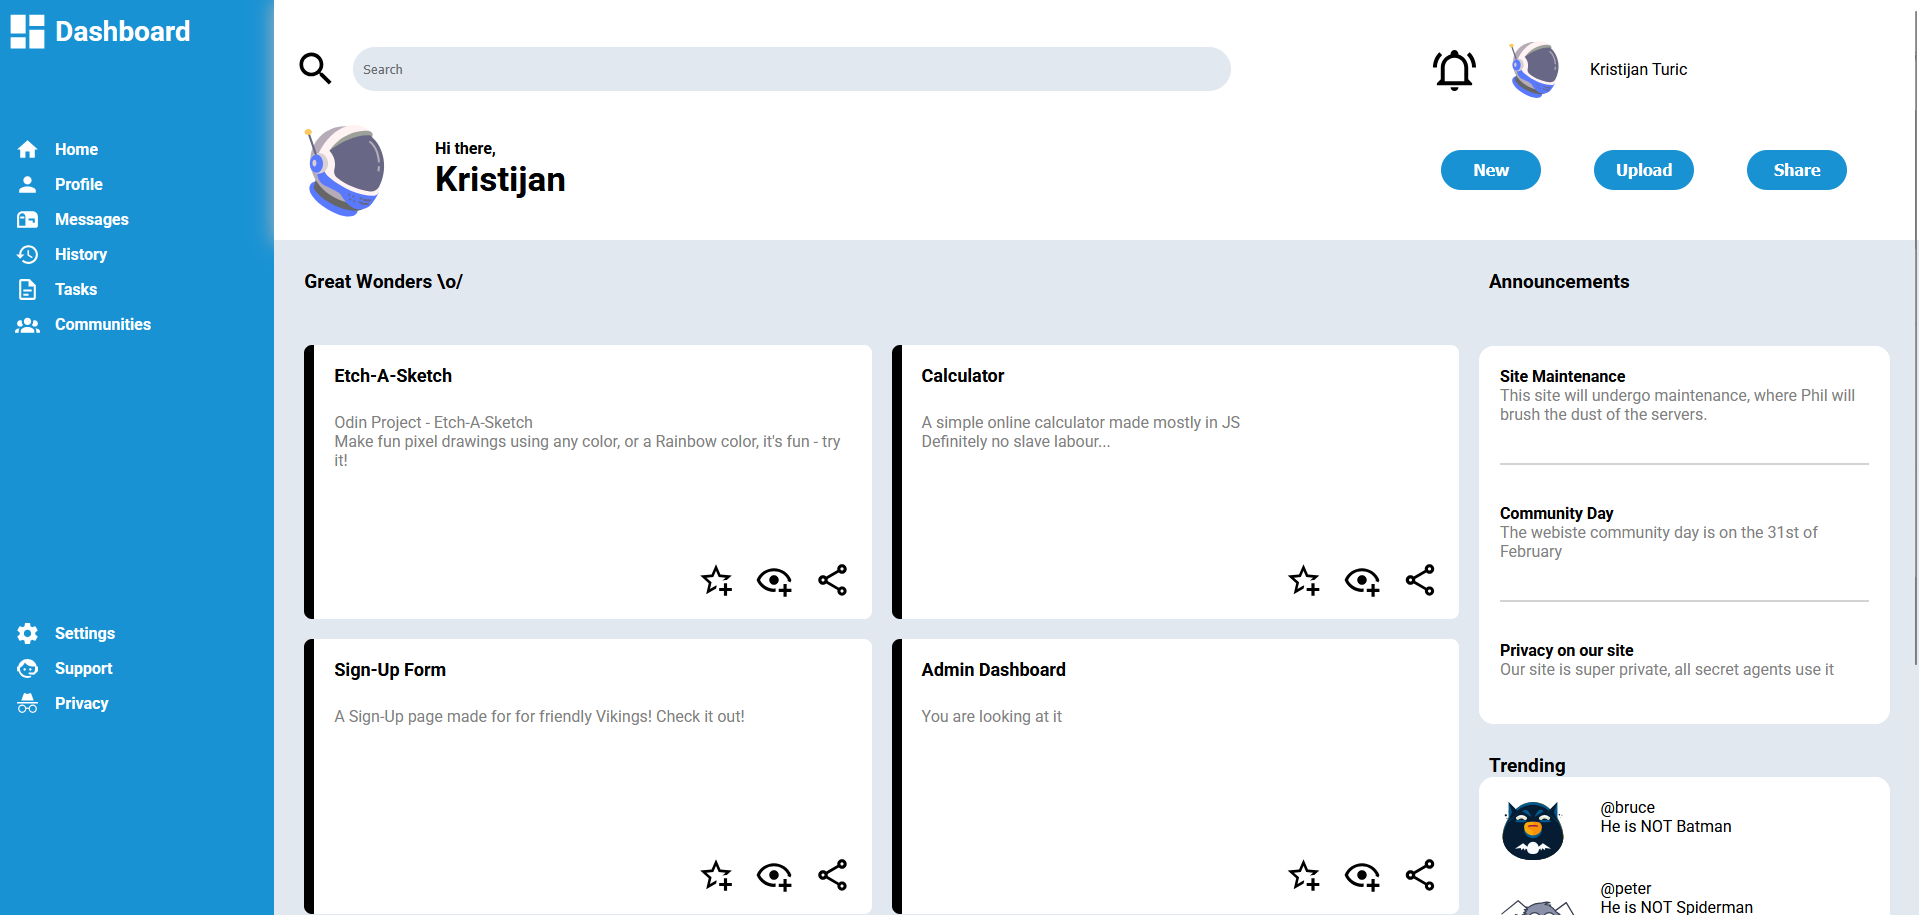 Dashboard
Home
Profile
Messages
History
Tasks
Communities
Settings
Support
Privacy
Search
Kristijan Turic
Hi there,
Kristijan
New
Upload
Share
Great Wonders \o/
Etch-A-Sketch
Odin Project - Etch-A-Sketch
Make fun pixel drawings using any color, or a Rainbow color, it's fun - try
it!
Calculator
A simple online calculator made mostly in JS
Definitely no slave labour...
Sign-Up Form
A Sign-Up page made for for friendly Vikings! Check it out!
Admin Dashboard
You are looking at it
Announcements
Site Maintenance
This site will undergo maintenance, where Phil will
brush the dust of the servers.
Community Day
The webiste community day is on the 31st of
February
Privacy on our site
Our site is super private, all secret agents use it
Trending
@bruce
He is NOT Batman
@peter
He is NOT Spiderman